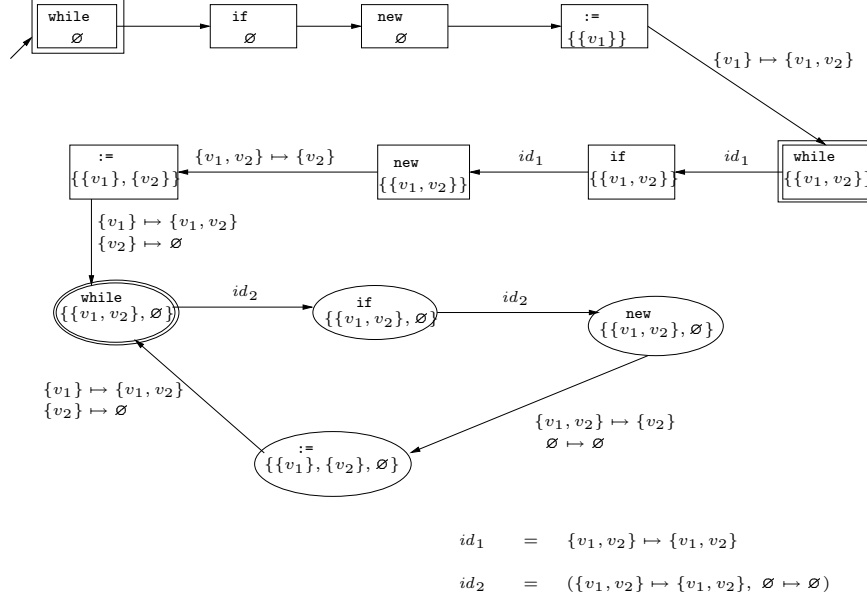 while
∅
if
∅
new
∅
:=
{{v₁}}
{v₁} ↦ {v₁, v₂}
:=
{{v₁}, {v₂}}
{v₁, v₂} ↦ {v₂}
new
{{v₁, v₂}}
id₁
if
{{v₁, v₂}}
id₁
while
{{v₁, v₂}}
{v₁} ↦ {v₁, v₂}
{v₂} ↦ ∅
while
{{v₁, v₂}, ∅}
id₂
if
{{v₁, v₂}, ∅}
id₂
new
{{v₁, v₂}, ∅}
{v₁} ↦ {v₁, v₂}
{v₂} ↦ ∅
{v₁, v₂} ↦ {v₂}
∅ ↦ ∅
:=
{{v₁}, {v₂}, ∅}
id₁ = {v₁, v₂} ↦ {v₁, v₂}
id₂ = ({v₁, v₂} ↦ {v₁, v₂}, ∅ ↦ ∅)